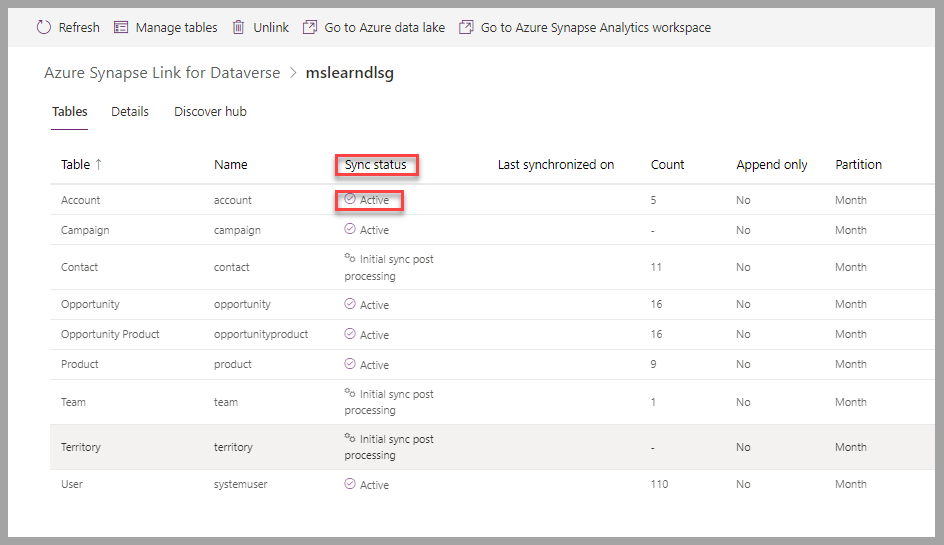 Refresh Manage tables Unlink Go to Azure data lake Go to Azure Synapse Analytics workspace
Azure Synapse Link for Dataverse > mslearndlsg
Tables Details Discover hub
Table ↑ Name Sync status Last synchronized on Count Append only Partition
Account account Active 5 No Month
Campaign campaign Active - No Month
Contact contact Initial sync post processing 11 No Month
Opportunity opportunity Active 16 No Month
Opportunity Product opportunityproduct Active 16 No Month
Product product Active 9 No Month
Team team Initial sync post processing 1 No Month
Territory territory Initial sync post processing - No Month
User systemuser Active 110 No Month